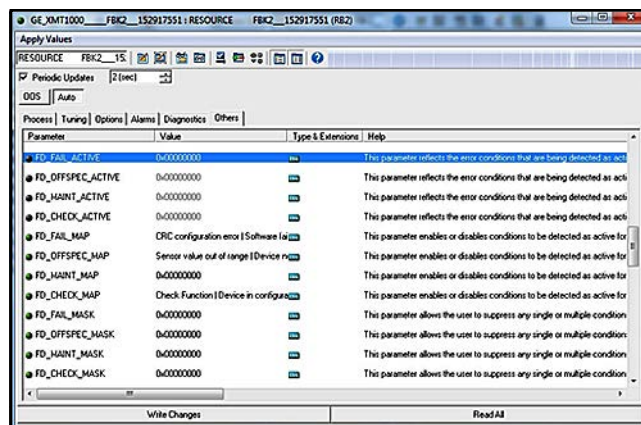 GE_XMT1000____FBK2__152917551 : RESOURCE FBK2__152917551 (RB2)
Apply Values
RESOURCE FBK2__15:
Periodic Updates 2 (sec)
OOS Auto
Process | Tuning | Options | Alarms | Diagnostics | Others
Parameter Value Type & Extensions Help
FD_FAIL_ACTIVE 0x00000000 This parameter reflects the error conditions that are being detected as acti
FD_OFFSPEC_ACTIVE 0x00000000 This parameter reflects the error conditions that are being detected as acti
FD_MAINT_ACTIVE 0x00000000 This parameter reflects the error conditions that are being detected as acti
FD_CHECK_ACTIVE 0x00000000 This parameter reflects the error conditions that are being detected as acti
FD_FAIL_MAP CRC configuration error | Software fai This parameter enables or disables conditions to be detected as active for
FD_OFFSPEC_MAP Sensor value out of range | Device n This parameter enables or disables conditions to be detected as active for
FD_MAINT_MAP 0x00000000 This parameter enables or disables conditions to be detected as active for
FD_CHECK_MAP Check Function | Device in configura This parameter enables or disables conditions to be detected as active for
FD_FAIL_MASK 0x00000000 This parameter allows the user to suppress any single or multiple condition
FD_OFFSPEC_MASK 0x00000000 This parameter allows the user to suppress any single or multiple condition
FD_MAINT_MASK 0x00000000 This parameter allows the user to suppress any single or multiple condition
FD_CHECK_MASK 0x00000000 This parameter allows the user to suppress any single or multiple condition
Write Changes Read All